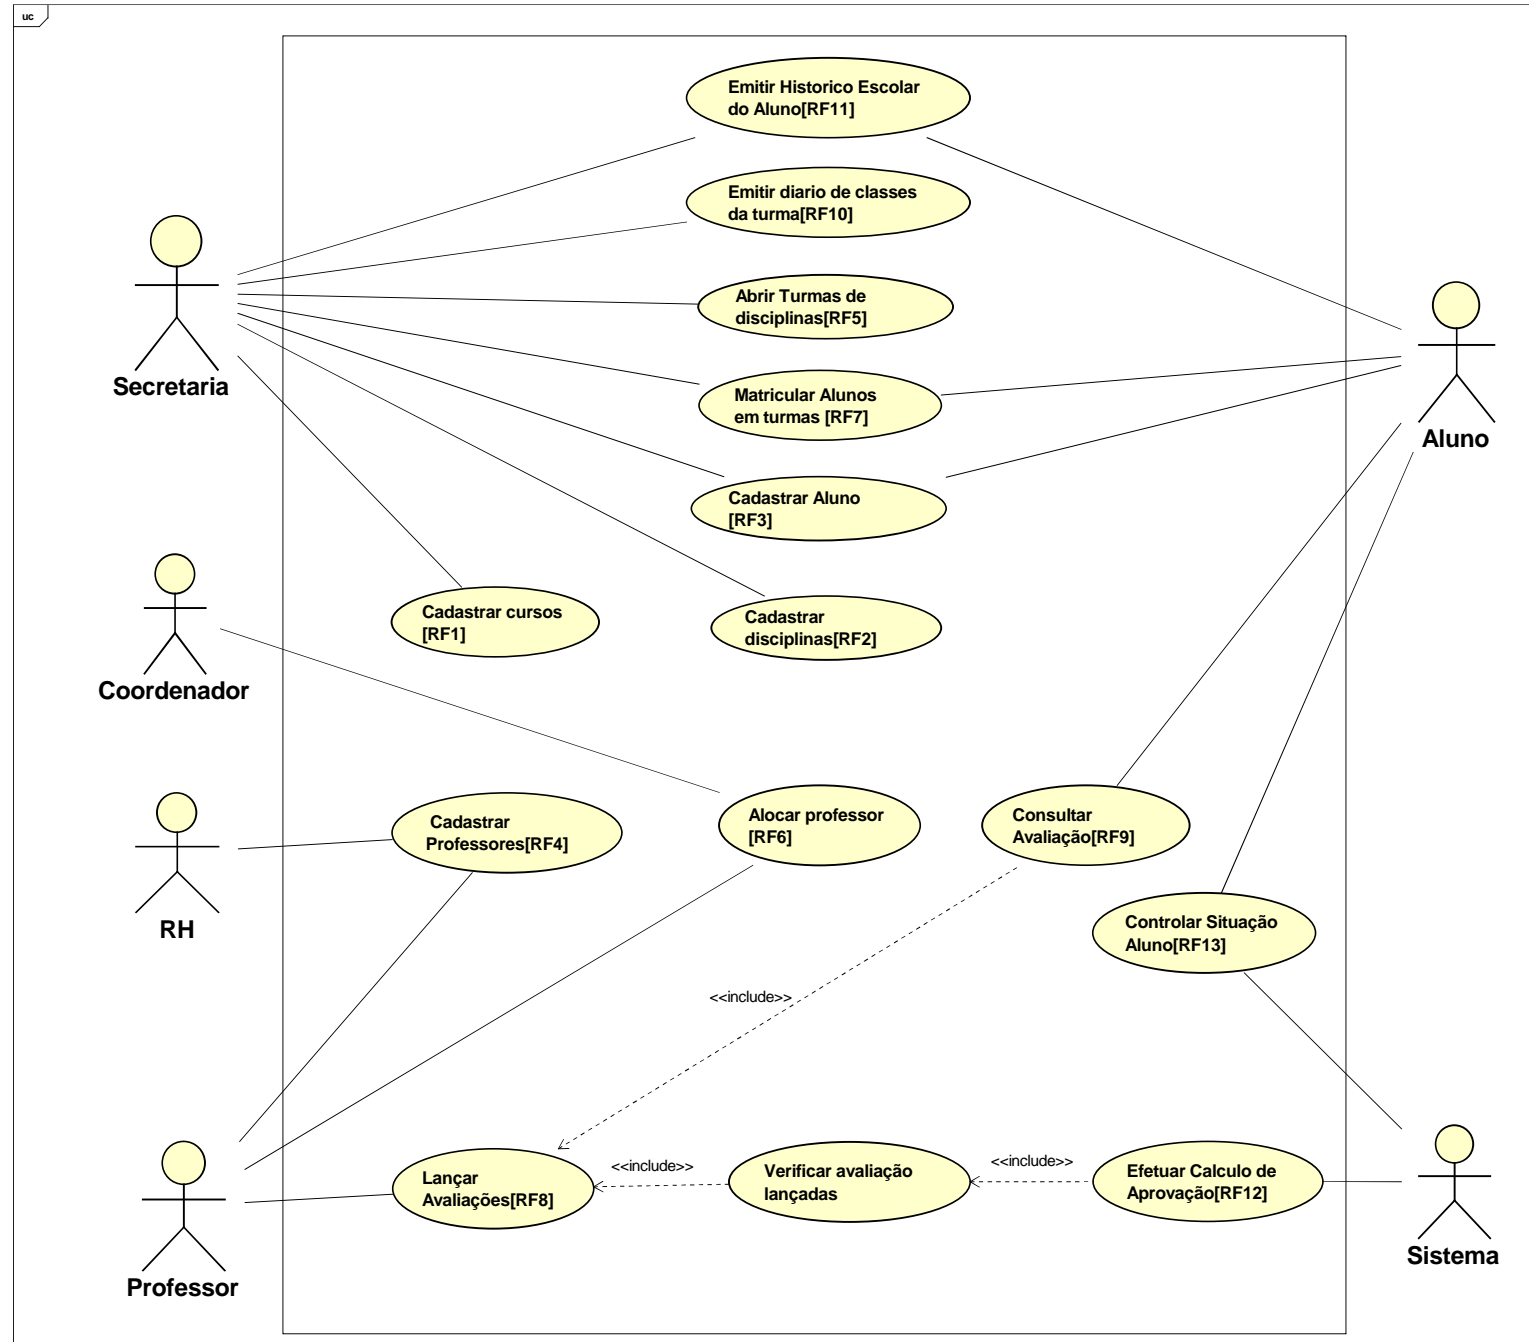 uc
Emitir Historico Escolar
do Aluno[RF11]
Emitir diario de classes
da turma[RF10]
Abrir Turmas de
disciplinas[RF5]
Secretaria
Matricular Alunos
em turmas [RF7]
Aluno
Cadastrar Aluno
[RF3]
Cadastrar cursos
[RF1]
Cadastrar
disciplinas[RF2]
Coordenador
Cadastrar
Professores[RF4]
Alocar professor
[RF6]
Consultar
Avaliação[RF9]
RH
Controlar Situação
Aluno[RF13]
<<include>>
Lançar
Avaliações[RF8]
<<include>>
Verificar avaliação
lançadas
<<include>>
Efetuar Calculo de
Aprovação[RF12]
Sistema
Professor